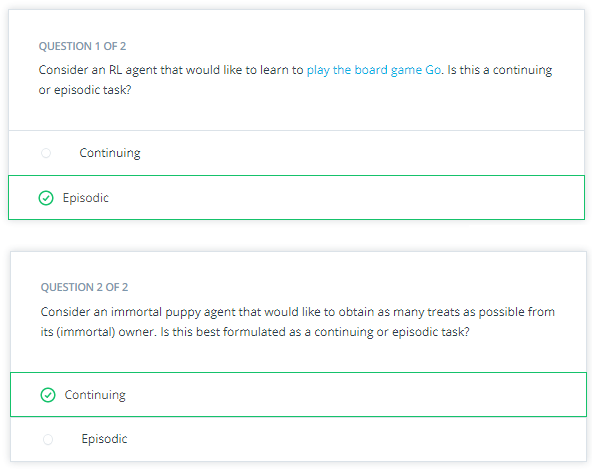 QUESTION 1 OF 2
Consider an RL agent that would like to learn to play the board game Go. Is this a continuing
or episodic task?
Continuing
Episodic
QUESTION 2 OF 2
Consider an immortal puppy agent that would like to obtain as many treats as possible from
its (immortal) owner. Is this best formulated as a continuing or episodic task?
Continuing
Episodic